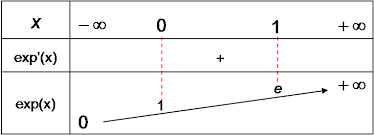 X −∞ 0 1 +∞
exp'(x) +
exp(x) 0 1 e +∞